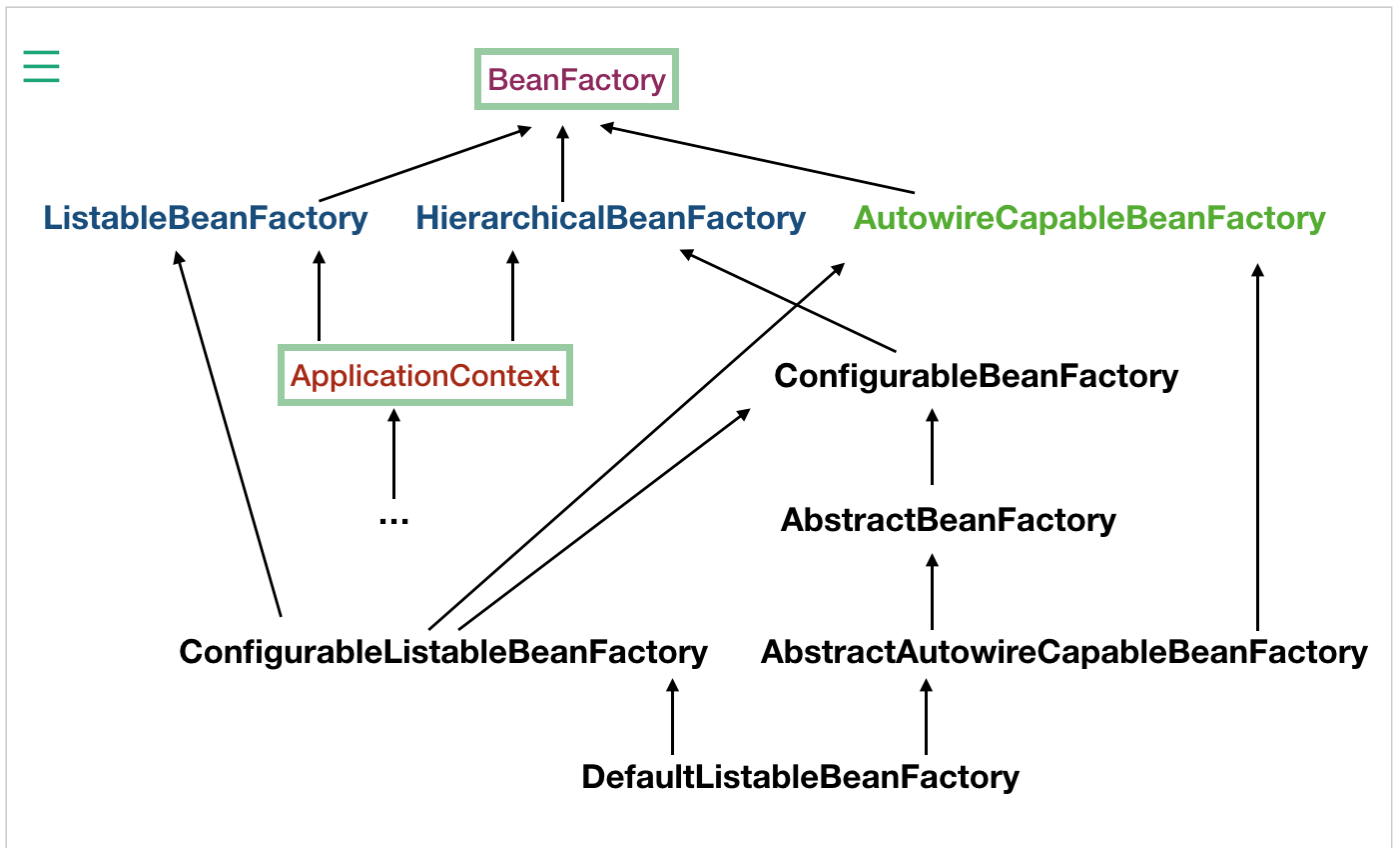 BeanFactory
ListableBeanFactory
HierarchicalBeanFactory
AutowireCapableBeanFactory
ApplicationContext
ConfigurableBeanFactory
...
AbstractBeanFactory
ConfigurableListableBeanFactory
AbstractAutowireCapableBeanFactory
DefaultListableBeanFactory